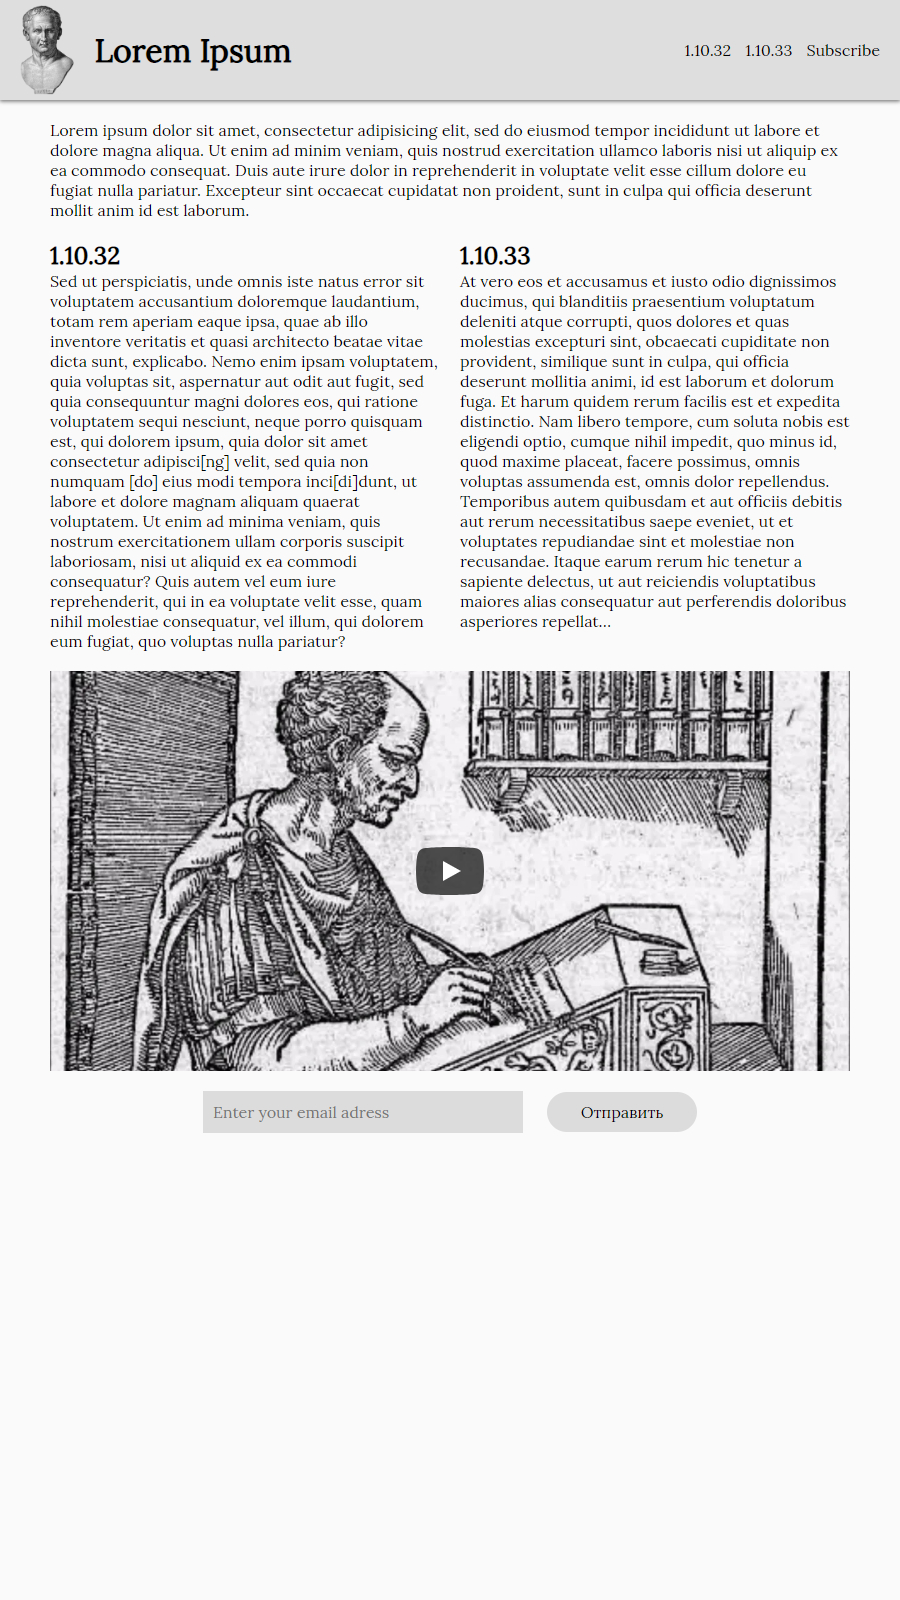 Lorem Ipsum
1.10.32 1.10.33 Subscribe
Lorem ipsum dolor sit amet, consectetur adipisicing elit, sed do eiusmod tempor incididunt ut labore et
dolore magna aliqua. Ut enim ad minim veniam, quis nostrud exercitation ullamco laboris nisi ut aliquip ex
ea commodo consequat. Duis aute irure dolor in reprehenderit in voluptate velit esse cillum dolore eu
fugiat nulla pariatur. Excepteur sint occaecat cupidatat non proident, sunt in culpa qui officia deserunt
mollit anim id est laborum.
1.10.32
Sed ut perspiciatis, unde omnis iste natus error sit
voluptatem accusantium doloremque laudantium,
totam rem aperiam eaque ipsa, quae ab illo
inventore veritatis et quasi architecto beatae vitae
dicta sunt, explicabo. Nemo enim ipsam voluptatem,
quia voluptas sit, aspernatur aut odit aut fugit, sed
quia consequuntur magni dolores eos, qui ratione
voluptatem sequi nesciunt, neque porro quisquam
est, qui dolorem ipsum, quia dolor sit amet
consectetur adipisci[ng] velit, sed quia non
numquam [do] eius modi tempora inci[di]dunt, ut
labore et dolore magnam aliquam quaerat
voluptatem. Ut enim ad minima veniam, quis
nostrum exercitationem ullam corporis suscipit
laboriosam, nisi ut aliquid ex ea commodi
consequatur? Quis autem vel eum iure
reprehenderit, qui in ea voluptate velit esse, quam
nihil molestiae consequatur, vel illum, qui dolorem
eum fugiat, quo voluptas nulla pariatur?
1.10.33
At vero eos et accusamus et iusto odio dignissimos
ducimus, qui blanditiis praesentium voluptatum
deleniti atque corrupti, quos dolores et quas
molestias excepturi sint, obcaecati cupiditate non
provident, similique sunt in culpa, qui officia
deserunt mollitia animi, id est laborum et dolorum
fuga. Et harum quidem rerum facilis est et expedita
distinctio. Nam libero tempore, cum soluta nobis est
eligendi optio, cumque nihil impedit, quo minus id,
quod maxime placeat, facere possimus, omnis
voluptas assumenda est, omnis dolor repellendus.
Temporibus autem quibusdam et aut officiis debitis
aut rerum necessitatibus saepe eveniet, ut et
voluptates repudiandae sint et molestiae non
recusandae. Itaque earum rerum hic tenetur a
sapiente delectus, ut aut reiciendis voluptatibus
maiores alias consequatur aut perferendis doloribus
asperiores repellat…
Enter your email adress
Отправить